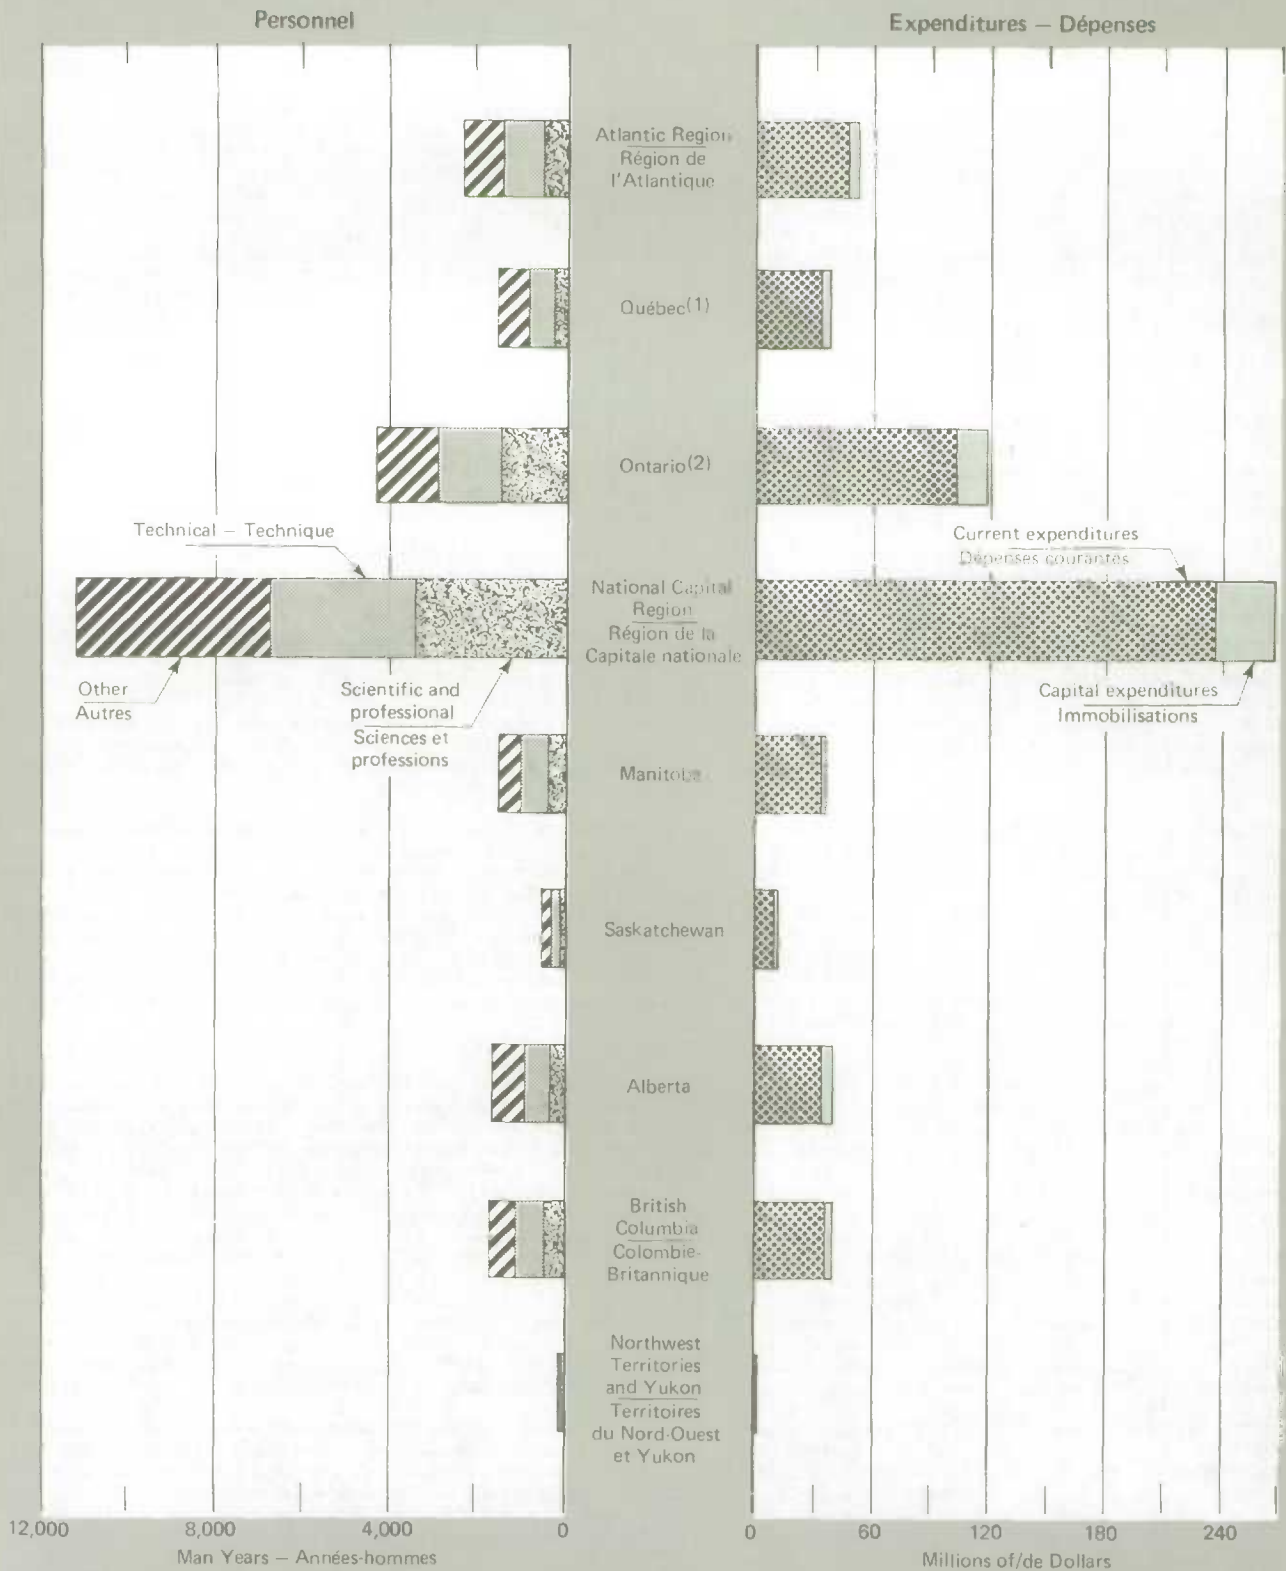 Personnel
Expenditures — Dépenses
Atlantic Region
Région de
l'Atlantique
Québec(1)
Ontario(2)
Technical — Technique
Current expenditures
Dépenses courantes
National Capital
Region
Région de la
Capitale nationale
Other
Autres
Scientific and
professional
Sciences et
professions
Capital expenditures
Immobilisations
Manitoba
Saskatchewan
Alberta
British
Columbia
Colombie-
Britannique
Northwest
Territories
and Yukon
Territoires
du Nord-Ouest
et Yukon
12,000 8,000 4,000 0
Man Years — Années-hommes
0 60 120 180 240
Millions of/de Dollars